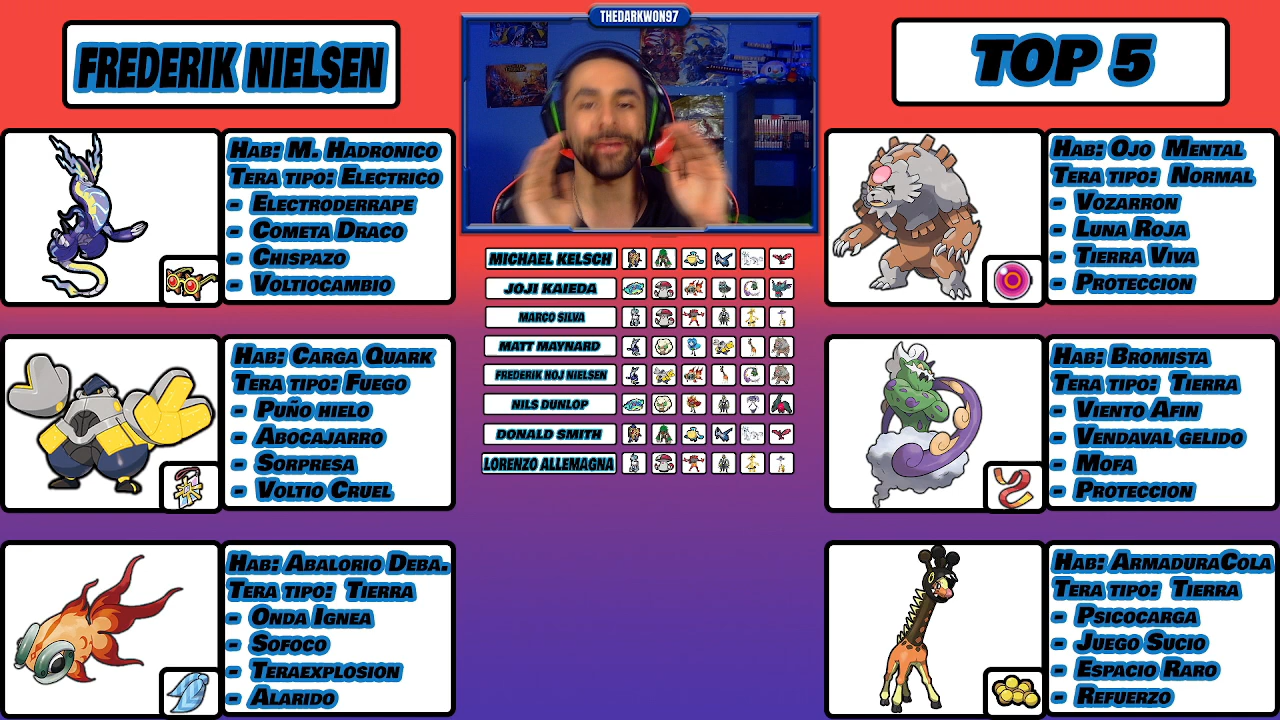 THEDARKWON97
FREDERIK NIELSEN
TOP 5
HAB: M. HADRONICO
TERA TIPO: ELECTRICO
- ELECTRODERRAPE
- COMETA DRACO
- CHISPAZO
- VOLTIOCAMBIO
HAB: CARGA QUARK
TERA TIPO: FUEGO
- PUÑO HIELO
- ABOCAJARRO
- SORPRESA
- VOLTIO CRUEL
HAB: ABALORIO DEBA.
TERA TIPO: TIERRA
- ONDA IGNEA
- SOFOCO
- TERAEXPLOSION
- ALARIDO
MICHAEL KELSCH
JOJI KAIEDA
MARCO SILVA
MATT MAYNARD
FREDERIK NOJ NIELSEN
NILS DUNLOP
DONALD SMITH
LORENZO ALLEMAGNA
HAB: OJO MENTAL
TERA TIPO: NORMAL
- VOZARRON
- LUNA ROJA
- TIERRA VIVA
- PROTECCION
HAB: BROMISTA
TERA TIPO: TIERRA
- VIENTO AFIN
- VENDAVAL GELIDO
- MOFA
- PROTECCION
HAB: ARMADURACOLA
TERA TIPO: TIERRA
- PSICOCARGA
- JUEGO SUCIO
- ESPACIO RARO
- REFUERZO